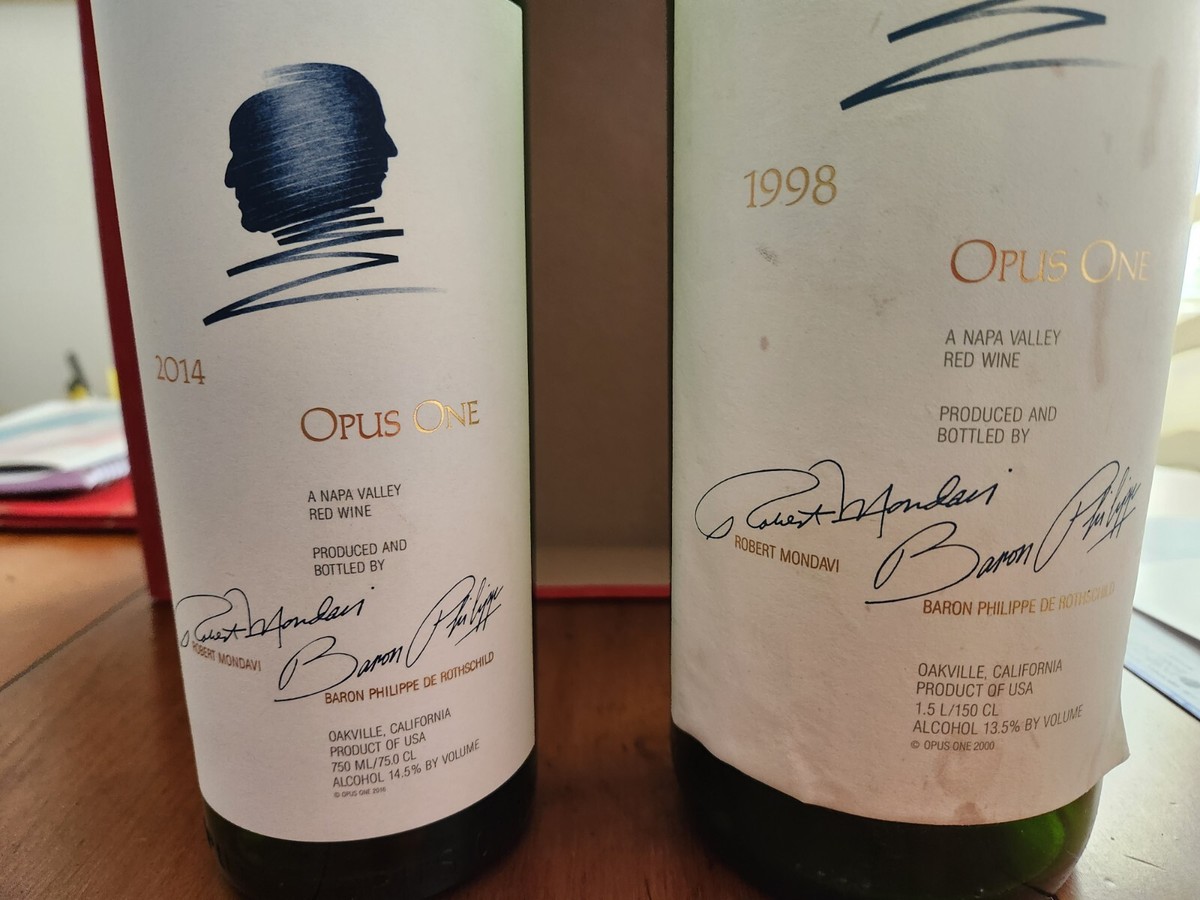 2014
OPUS ONE
A NAPA VALLEY
RED WINE
PRODUCED AND
BOTTLED BY
Robert Mondavi
ROBERT MONDAVI
Baron Philippe
BARON PHILIPPE DE ROTHSCHILD
OAKVILLE, CALIFORNIA
PRODUCT OF USA
750 ML/75.0 CL
ALCOHOL 14.5% BY VOLUME
© OPUS ONE 2016
1998
OPUS ONE
A NAPA VALLEY
RED WINE
PRODUCED AND
BOTTLED BY
Robert Mondavi
ROBERT MONDAVI
Baron Philippe
BARON PHILIPPE DE ROTHSCHILD
OAKVILLE, CALIFORNIA
PRODUCT OF USA
1.5 L/150 CL
ALCOHOL 13.5% BY VOLUME
© OPUS ONE 2000